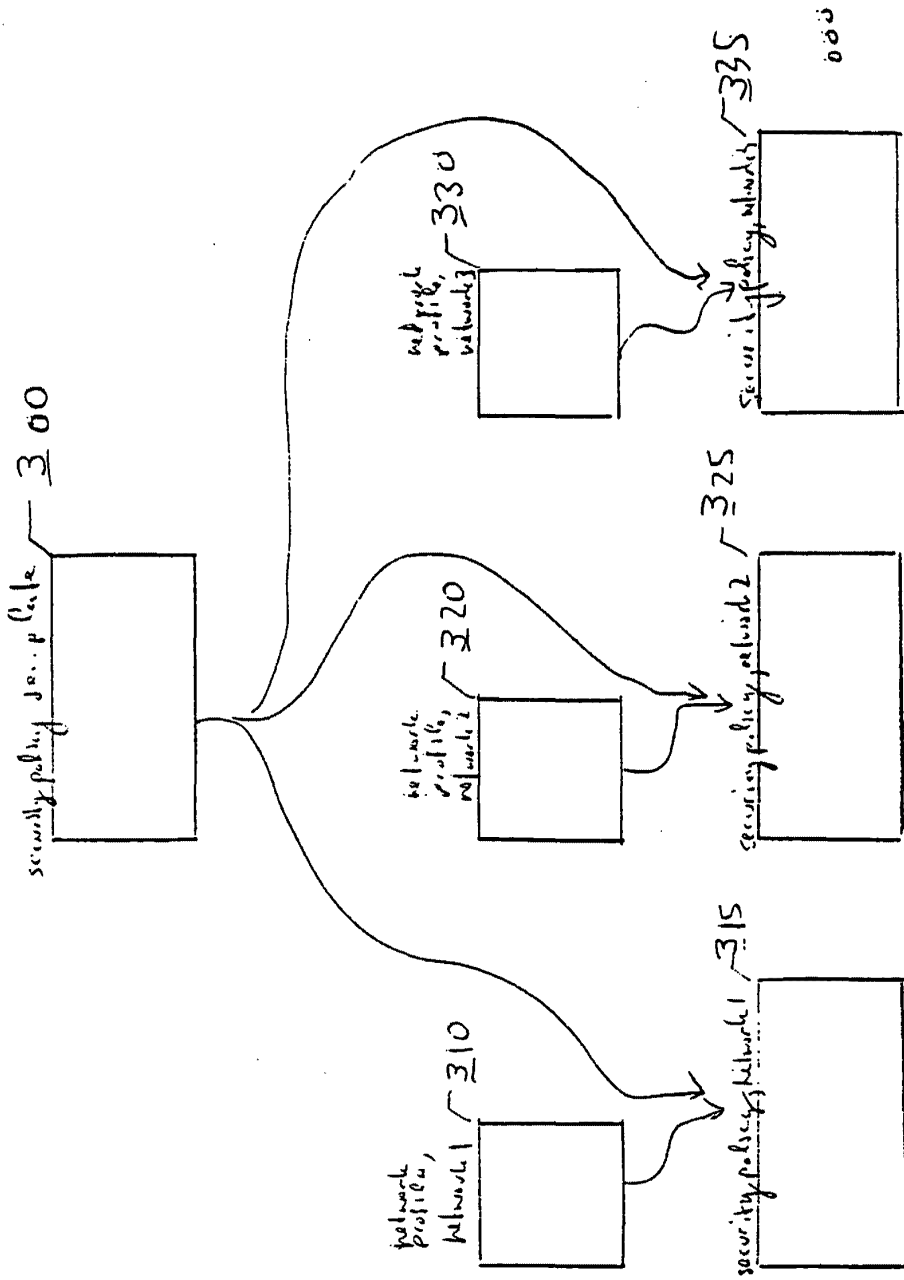 security policy template
300
network
profile,
network 1
310
network
profile,
network 2
320
network
profile,
network 3
330
security policy, network 1
315
security policy, network 2
325
security policy, network 3
335